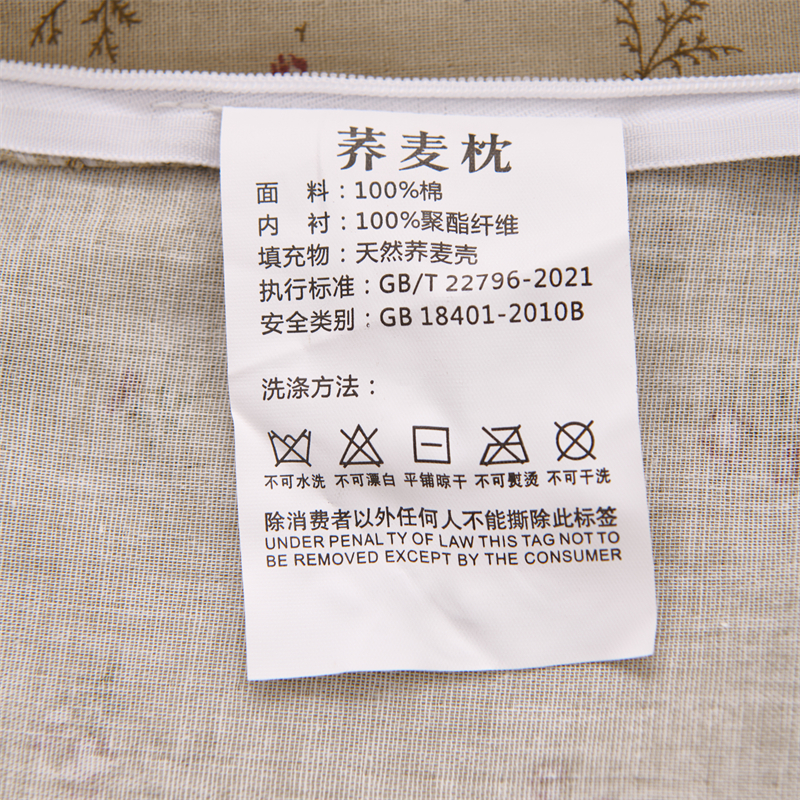 荞麦枕
面 料：100%棉
内 衬：100%聚酯纤维
填充物：天然荞麦壳
执行标准：GB/T 22796-2021
安全类别：GB 18401-2010B
洗涤方法：
不可水洗 不可漂白 平铺晾干 不可熨烫 不可干洗
除消费者以外任何人不能撕除此标签
UNDER PENALTY OF LAW THIS TAG NOT TO
BE REMOVED EXCEPT BY THE CONSUMER